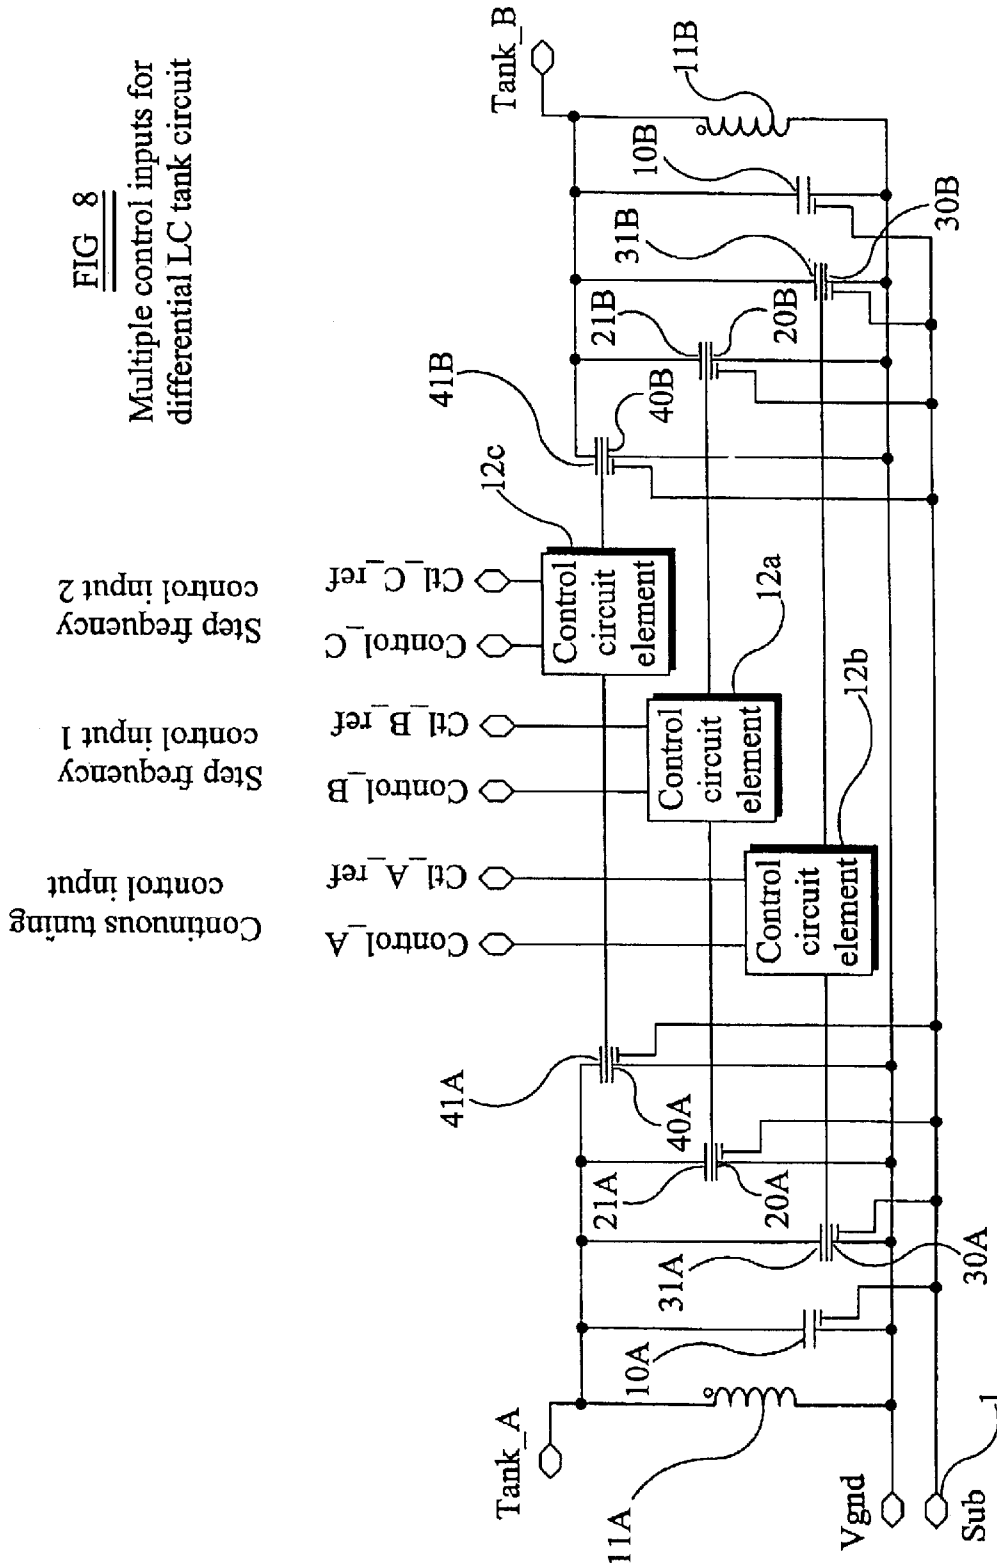 FIG 8
Multiple control inputs for
differential LC tank circuit
Continuous tuning
control input
Step frequency
control input 1
Step frequency
control input 2
Control_A
Ctl_A_ref
Control_B
Ctl_B_ref
Control_C
Ctl_C_ref
Tank_A
Tank_B
12c
Control
circuit
element
12a
Control
circuit
element
12b
Control
circuit
element
41A
40A
21A
20A
31A
30A
10A
11A
41B
40B
21B
20B
31B
30B
10B
11B
Vgnd
Sub
1